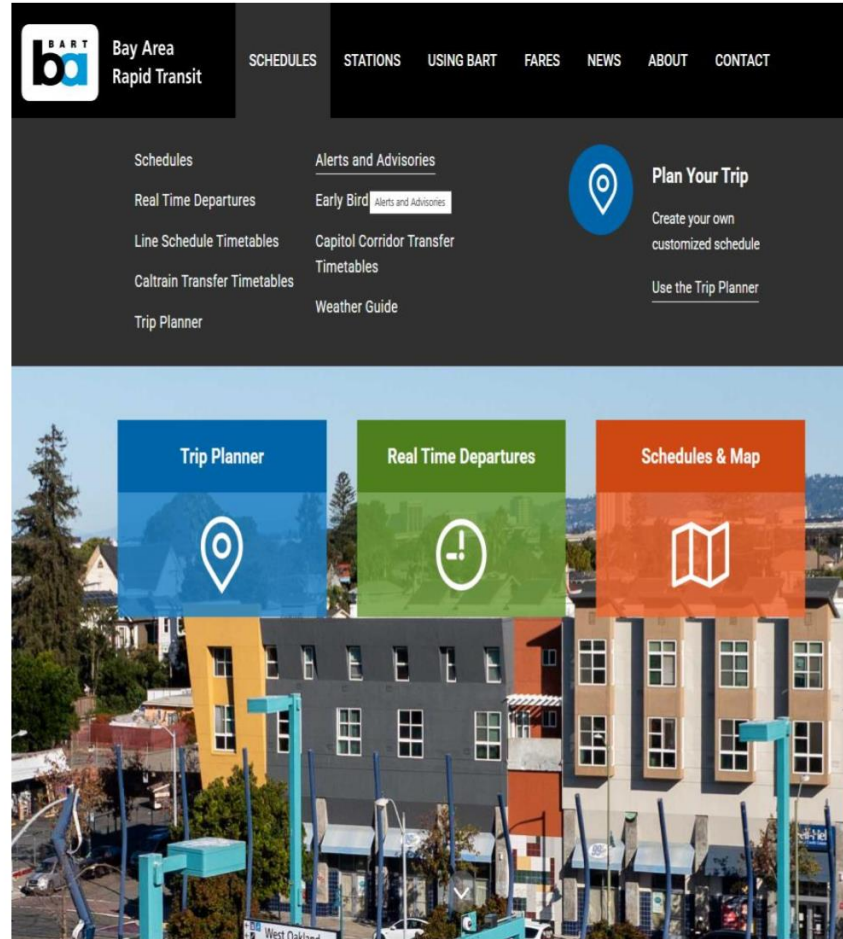 BART
ba
Bay Area
Rapid Transit
SCHEDULES
STATIONS
USING BART
FARES
NEWS
ABOUT
CONTACT
Schedules
Real Time Departures
Line Schedule Timetables
Caltrain Transfer Timetables
Trip Planner
Alerts and Advisories
Early Bird
Alerts and Advisories
Capitol Corridor Transfer
Timetables
Weather Guide
Plan Your Trip
Create your own
customized schedule
Use the Trip Planner
Trip Planner
Real Time Departures
Schedules & Map
West Oakland